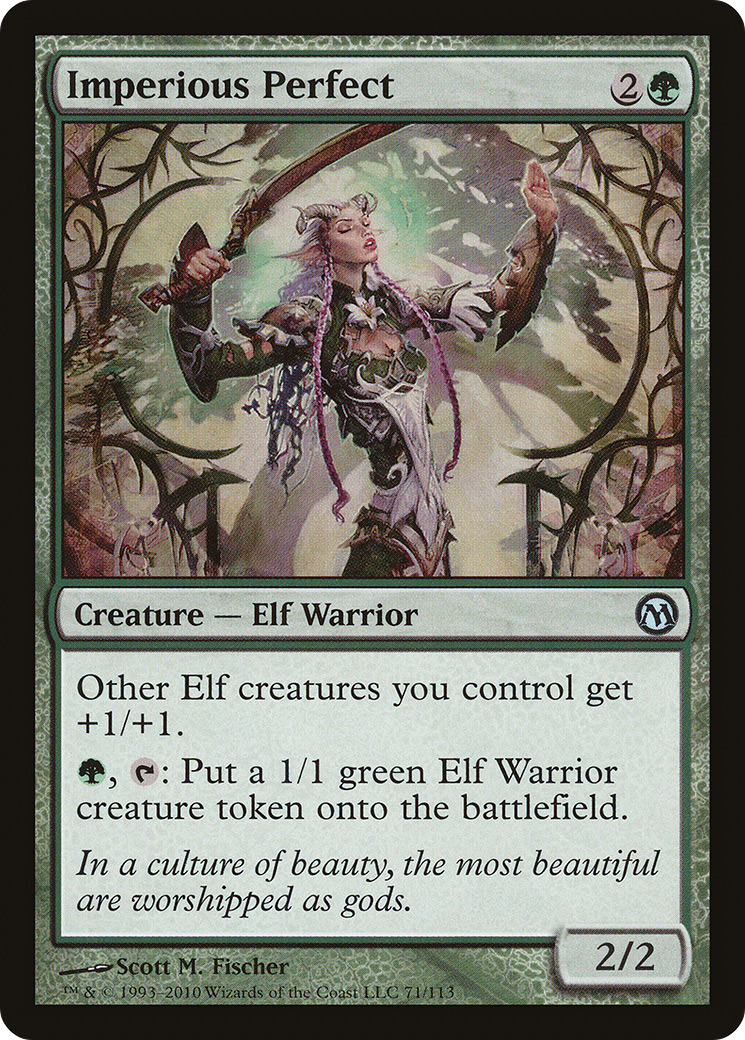 Imperious Perfect 2
Creature — Elf Warrior
Other Elf creatures you control get
+1/+1.
, : Put a 1/1 green Elf Warrior
creature token onto the battlefield.
In a culture of beauty, the most beautiful
are worshipped as gods.
2/2
Scott M. Fischer
™ & © 1993–2010 Wizards of the Coast LLC 71/113